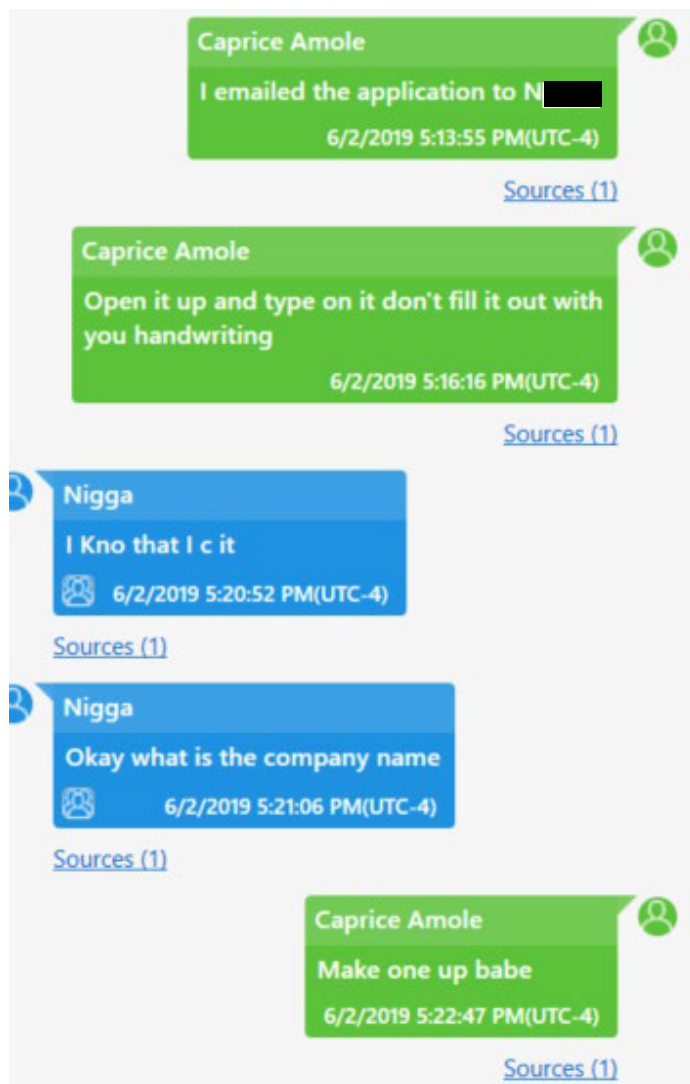 Caprice Amole
I emailed the application to N
6/2/2019 5:13:55 PM(UTC-4)
Sources (1)
Caprice Amole
Open it up and type on it don't fill it out with
you handwriting
6/2/2019 5:16:16 PM(UTC-4)
Sources (1)
Nigga
I Kno that I c it
6/2/2019 5:20:52 PM(UTC-4)
Sources (1)
Nigga
Okay what is the company name
6/2/2019 5:21:06 PM(UTC-4)
Sources (1)
Caprice Amole
Make one up babe
6/2/2019 5:22:47 PM(UTC-4)
Sources (1)